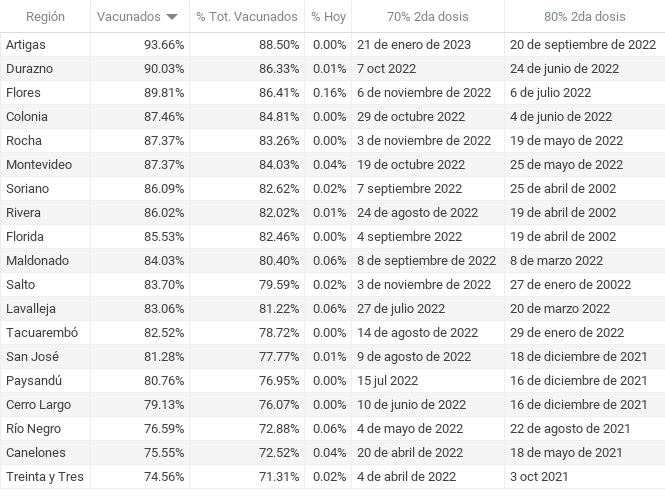 Región Vacunados % Tot. Vacunados % Hoy 70% 2da dosis 80% 2da dosis
Artigas 93.66% 88.50% 0.00% 21 de enero de 2023 20 de septiembre de 2022
Durazno 90.03% 86.33% 0.01% 7 oct 2022 24 de junio de 2022
Flores 89.81% 86.41% 0.16% 6 de noviembre de 2022 6 de julio 2022
Colonia 87.46% 84.81% 0.00% 29 de octubre 2022 4 de junio de 2022
Rocha 87.37% 83.26% 0.00% 3 de noviembre de 2022 19 de mayo de 2022
Montevideo 87.37% 84.03% 0.04% 19 de octubre 2022 25 de mayo de 2022
Soriano 86.09% 82.62% 0.02% 7 septiembre 2022 25 de abril de 2002
Rivera 86.02% 82.02% 0.01% 24 de agosto de 2022 19 de abril de 2002
Florida 85.53% 82.46% 0.00% 4 septiembre 2022 19 de abril de 2002
Maldonado 84.03% 80.40% 0.06% 8 de septiembre de 2022 8 de marzo 2022
Salto 83.70% 79.59% 0.02% 3 de noviembre de 2022 27 de enero de 20022
Lavalleja 83.06% 81.22% 0.06% 27 de julio 2022 20 de marzo 2022
Tacuarembó 82.52% 78.72% 0.00% 14 de agosto de 2022 29 de enero de 2022
San José 81.28% 77.77% 0.01% 9 de agosto de 2022 18 de diciembre de 2021
Paysandú 80.76% 76.95% 0.00% 15 jul 2022 16 de diciembre de 2021
Cerro Largo 79.13% 76.07% 0.00% 10 de junio de 2022 16 de diciembre de 2021
Río Negro 76.59% 72.88% 0.06% 4 de mayo de 2022 22 de agosto de 2021
Canelones 75.55% 72.52% 0.04% 20 de abril de 2022 18 de mayo de 2021
Treinta y Tres 74.56% 71.31% 0.02% 4 de abril de 2022 3 oct 2021